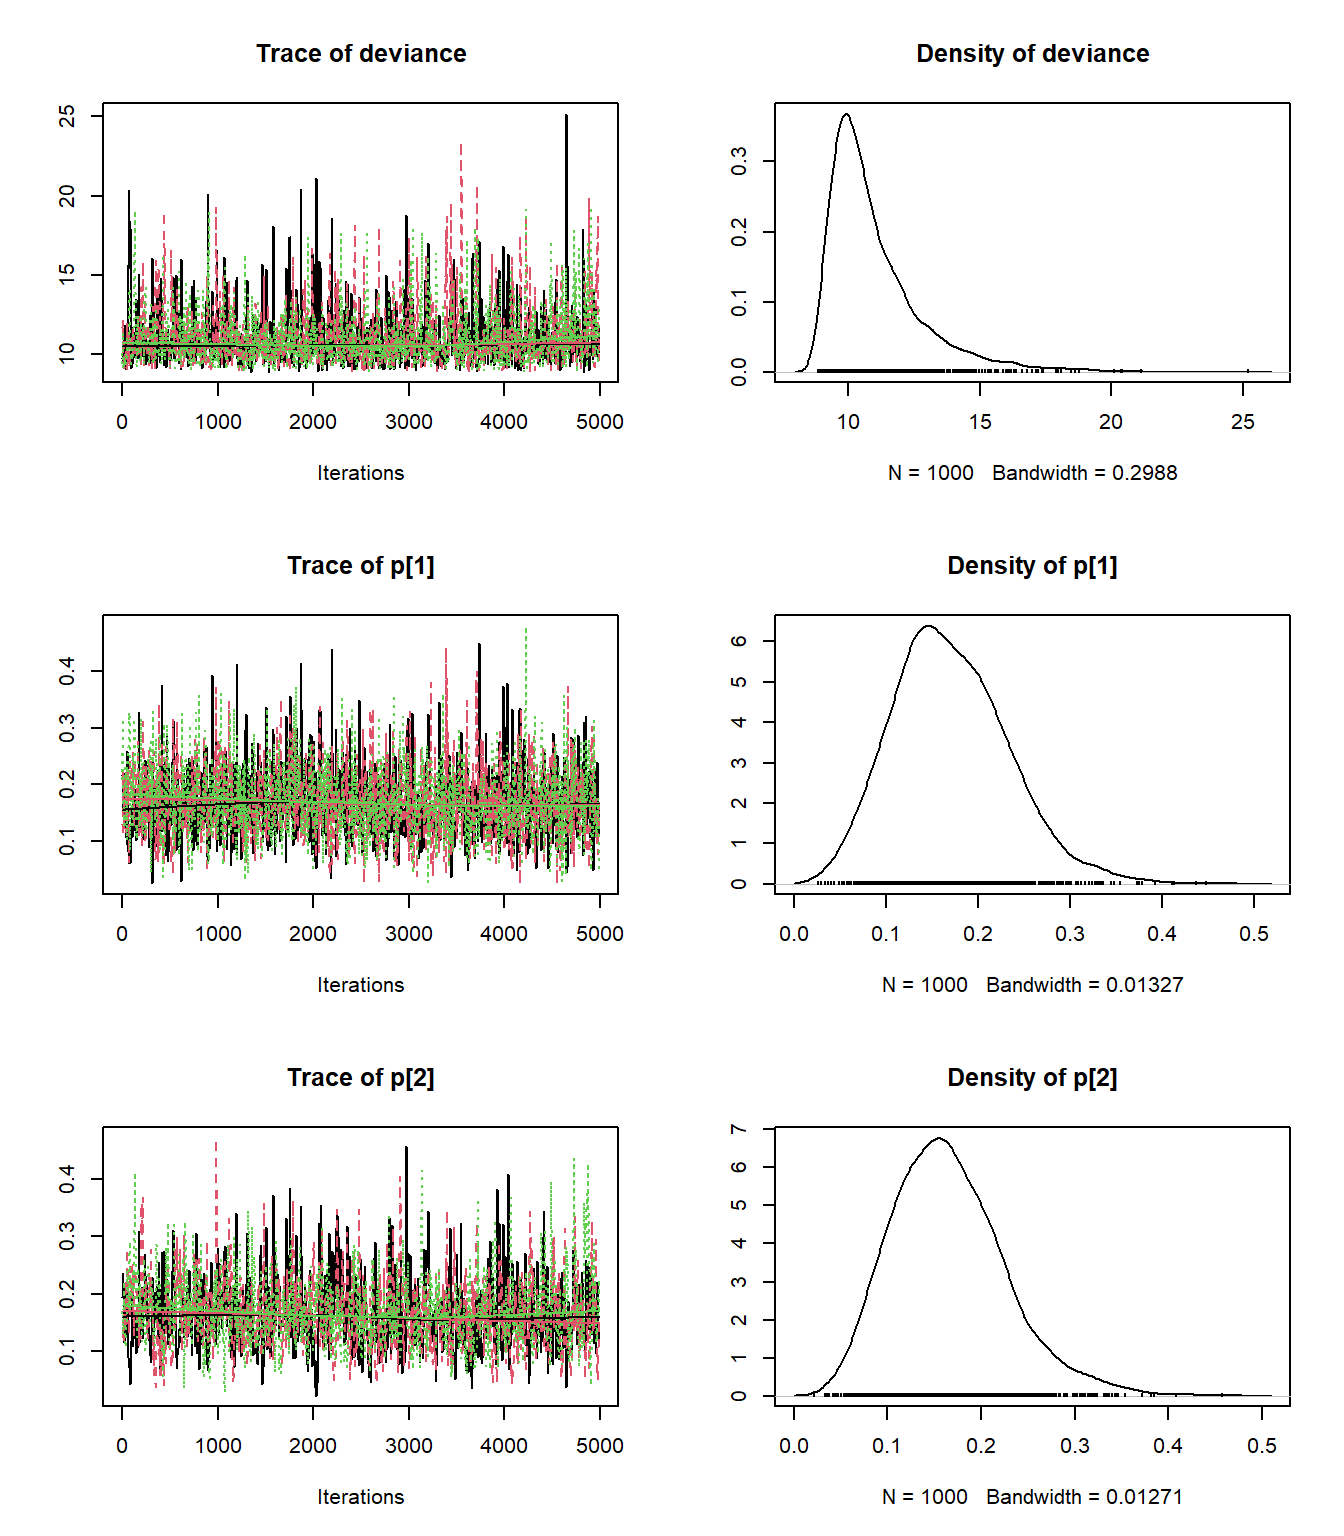 Trace of deviance
25
20
15
10
0 1000 2000 3000 4000 5000
Iterations
Density of deviance
0.3
0.2
0.1
0.0
10 15 20 25
N = 1000 Bandwidth = 0.2988
Trace of p[1]
0.4
0.3
0.2
0.1
0 1000 2000 3000 4000 5000
Iterations
Density of p[1]
6
5
4
3
2
1
0
0.0 0.1 0.2 0.3 0.4 0.5
N = 1000 Bandwidth = 0.01327
Trace of p[2]
0.4
0.3
0.2
0.1
0 1000 2000 3000 4000 5000
Iterations
Density of p[2]
7
6
5
4
3
2
1
0
0.0 0.1 0.2 0.3 0.4 0.5
N = 1000 Bandwidth = 0.01271